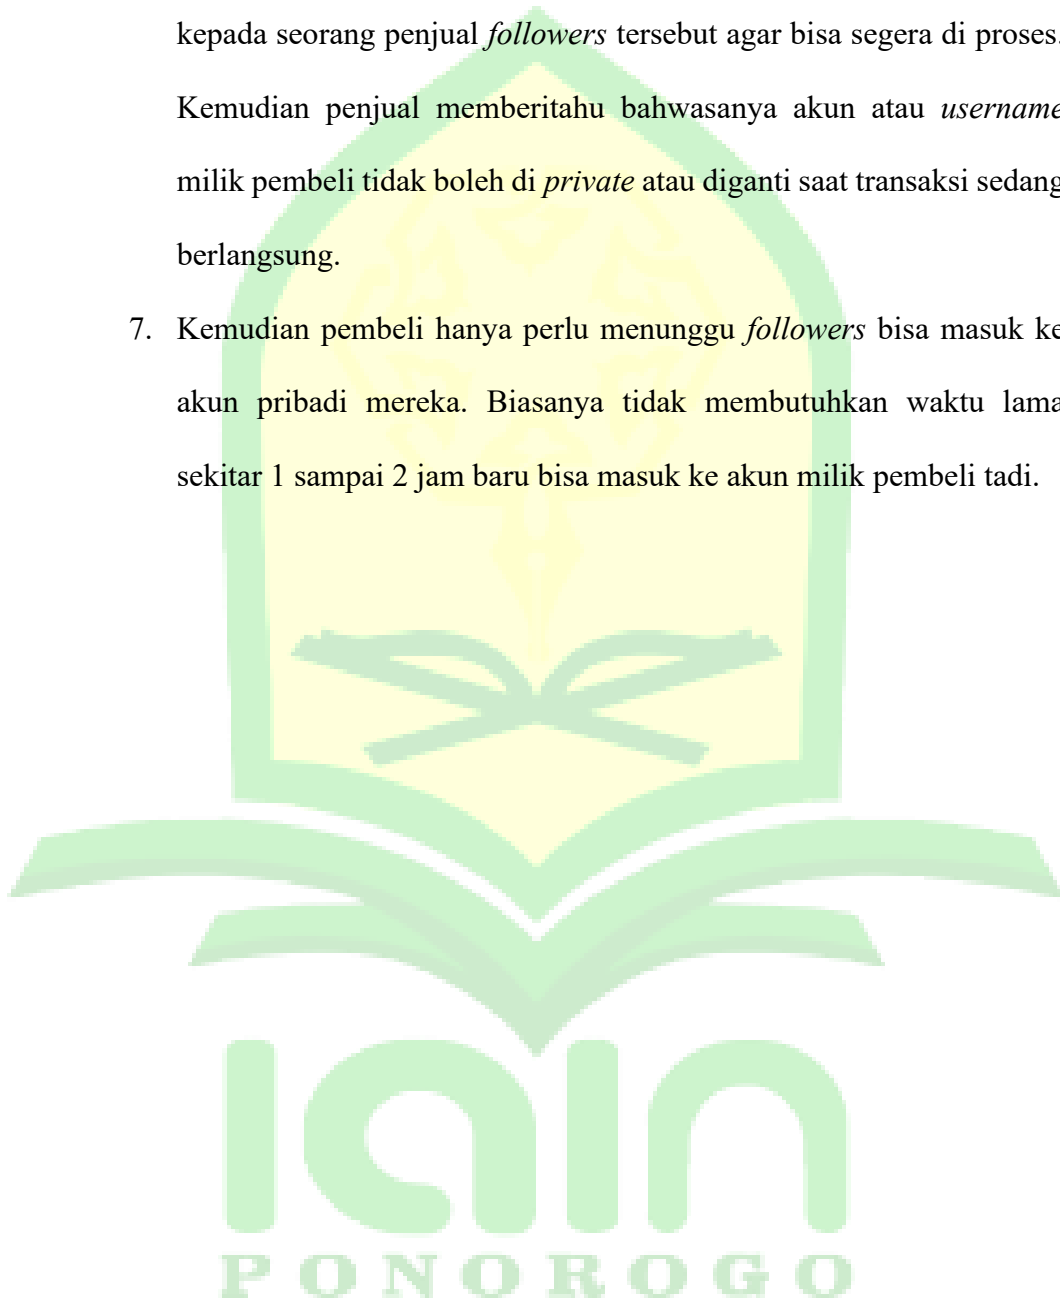 kepada seorang penjual followers tersebut agar bisa segera di proses.
Kemudian penjual memberitahu bahwasanya akun atau username
milik pembeli tidak boleh di private atau diganti saat transaksi sedang
berlangsung.
7. Kemudian pembeli hanya perlu menunggu followers bisa masuk ke
akun pribadi mereka. Biasanya tidak membutuhkan waktu lama
sekitar 1 sampai 2 jam baru bisa masuk ke akun milik pembeli tadi.
iain
PONOROGO